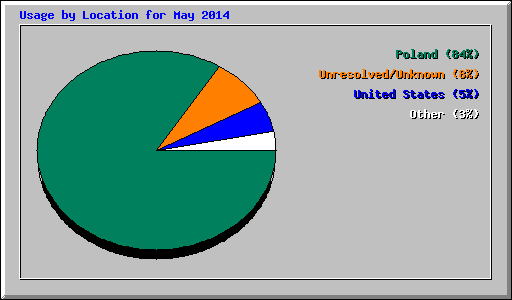 Usage by Location for May 2014
Poland (84%)
Unresolved/Unknown (8%)
United States (5%)
Other (3%)